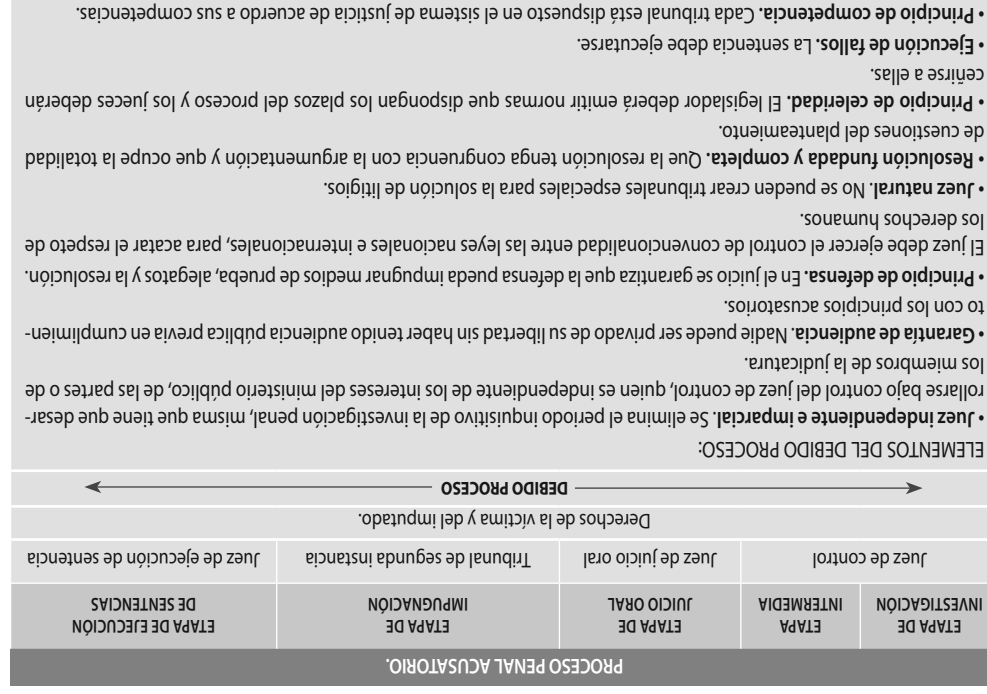 PROCESO PENAL ACUSATORIO.
ETAPA DE
INVESTIGACIÓN
ETAPA
INTERMEDIA
ETAPA DE
JUICIO ORAL
ETAPA DE
IMPUGNACIÓN
ETAPA DE EJECUCIÓN
DE SENTENCIAS
Juez de control
Juez de juicio oral
Tribunal de segunda instancia
Juez de ejecución de sentencia
Derechos de la víctima y del imputado.
DEBIDO PROCESO
ELEMENTOS DEL DEBIDO PROCESO:
• Juez independiente e imparcial. Se elimina el periodo inquisitivo de la investigación penal, misma que tiene que desar-
rollarse bajo control del juez de control, quien es independiente de los intereses del ministerio público, de las partes o de
los miembros de la judicatura.
• Garantía de audiencia. Nadie puede ser privado de su libertad sin haber tenido audiencia pública previa en cumplimien-
to con los principios acusatorios.
• Principio de defensa. En el juicio se garantiza que la defensa pueda impugnar medios de prueba, alegatos y la resolución.
El juez debe ejercer el control de convencionalidad entre las leyes nacionales e internacionales, para acatar el respeto de
los derechos humanos.
• Juez natural. No se pueden crear tribunales especiales para la solución de litigios.
• Resolución fundada y completa. Que la resolución tenga congruencia con la argumentación y que ocupe la totalidad
de cuestiones del planteamiento.
• Principio de celeridad. El legislador deberá emitir normas que dispongan los plazos del proceso y los jueces deberán
ceñirse a ellas.
• Ejecución de fallos. La sentencia debe ejecutarse.
• Principio de competencia. Cada tribunal está dispuesto en el sistema de justicia de acuerdo a sus competencias.